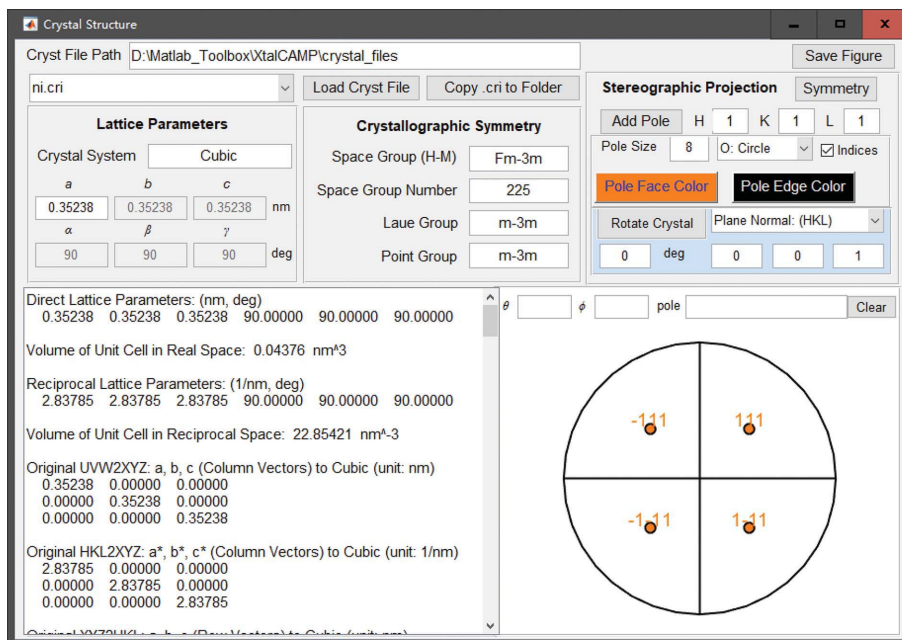 Crystal Structure
Cryst File Path D:\Matlab_Toolbox\XtalCAMP\crystal_files Save Figure
ni.cri Load Cryst File Copy .cri to Folder
Lattice Parameters
Crystal System Cubic
a b c
0.35238 0.35238 0.35238 nm
α β γ
90 90 90 deg
Crystallographic Symmetry
Space Group (H-M) Fm-3m
Space Group Number 225
Laue Group m-3m
Point Group m-3m
Stereographic Projection Symmetry
Add Pole H 1 K 1 L 1
Pole Size 8 O: Circle Indices
Pole Face Color Pole Edge Color
Rotate Crystal Plane Normal: (HKL)
0 deg 0 0 1
Direct Lattice Parameters: (nm, deg)
0.35238 0.35238 0.35238 90.00000 90.00000 90.00000
Volume of Unit Cell in Real Space: 0.04376 nm^3
Reciprocal Lattice Parameters: (1/nm, deg)
2.83785 2.83785 2.83785 90.00000 90.00000 90.00000
Volume of Unit Cell in Reciprocal Space: 22.85421 nm^-3
Original UVW2XYZ: a, b, c (Column Vectors) to Cubic (unit: nm)
0.35238 0.00000 0.00000
0.00000 0.35238 0.00000
0.00000 0.00000 0.35238
Original HKL2XYZ: a*, b*, c* (Column Vectors) to Cubic (unit: 1/nm)
2.83785 0.00000 0.00000
0.00000 2.83785 0.00000
0.00000 0.00000 2.83785
θ ϕ pole Clear
-111 111
-1-11 1-11